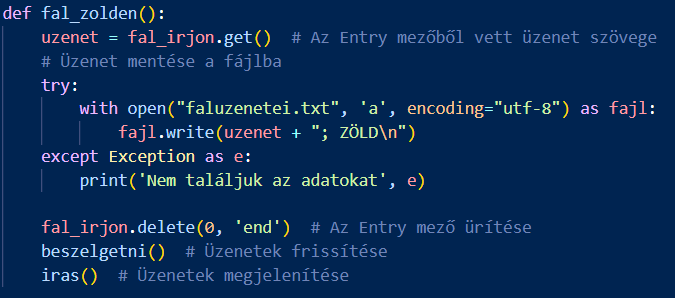 def fal_zolden():
    uzenet = fal_irjon.get()  # Az Entry mezőből vett üzenet szövege
    # Üzenet mentése a fájlba
    try:
        with open("faluzenetei.txt", 'a', encoding="utf-8") as fajl:
            fajl.write(uzenet + "; ZÖLD\n")
    except Exception as e:
        print('Nem találjuk az adatokat', e)

    fal_irjon.delete(0, 'end')  # Az Entry mező ürítése
    beszelgetni()  # Üzenetek frissítése
    iras()  # Üzenetek megjelenítése